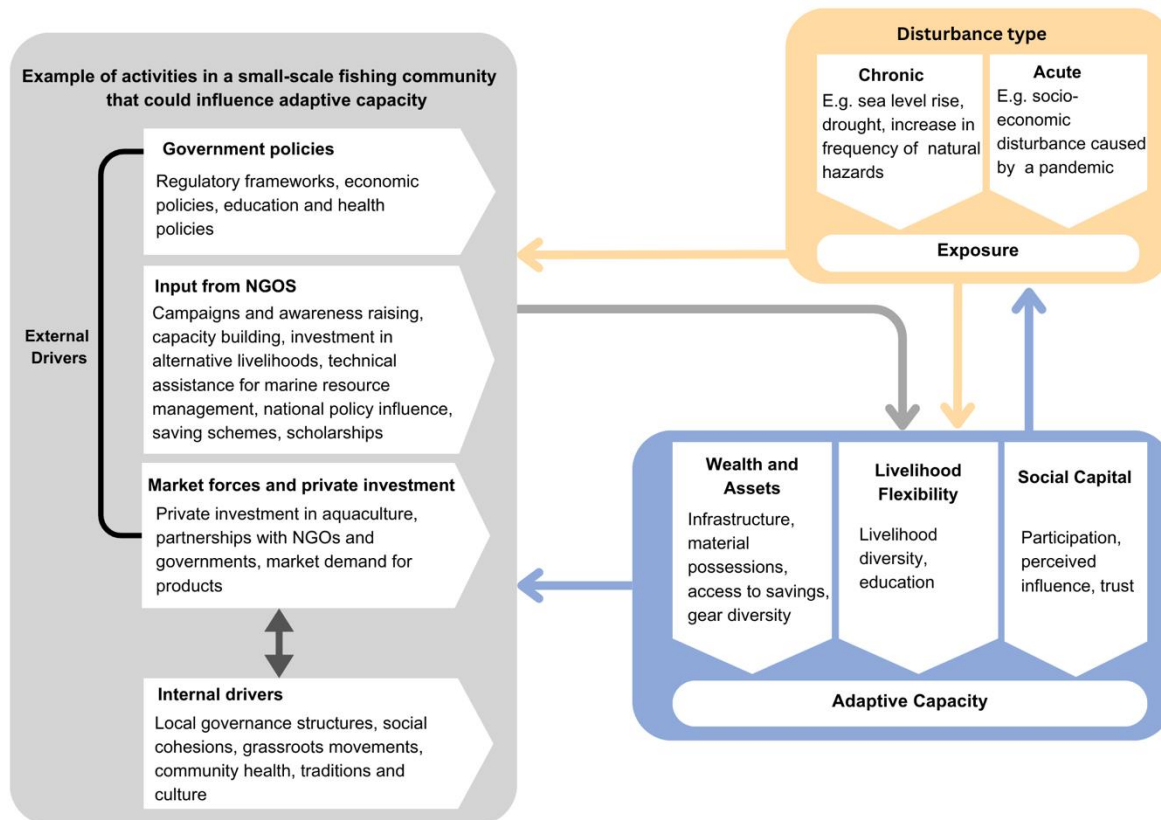 Example of activities in a small-scale fishing community
that could influence adaptive capacity
Government policies
Regulatory frameworks, economic
policies, education and health
policies
Input from NGOS
Campaigns and awareness raising,
capacity building, investment in
alternative livelihoods, technical
assistance for marine resource
management, national policy influence,
saving schemes, scholarships
External
Drivers
Market forces and private investment
Private investment in aquaculture,
partnerships with NGOs and
governments, market demand for
products
Internal drivers
Local governance structures, social
cohesions, grassroots movements,
community health, traditions and
culture
Disturbance type
Chronic
E.g. sea level rise,
drought, increase in
frequency of natural
hazards
Acute
E.g. socio-
economic
disturbance caused
by a pandemic
Exposure
Wealth and
Assets
Infrastructure,
material
possessions,
access to savings,
gear diversity
Livelihood
Flexibility
Livelihood
diversity,
education
Social Capital
Participation,
perceived
influence, trust
Adaptive Capacity